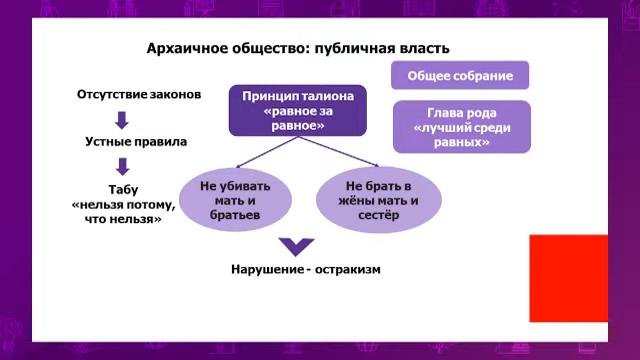 Архаичное общество: публичная власть
Отсутствие законов
Устные правила
Табу
«нельзя потому,
что нельзя»
Принцип талиона
«равное за
равное»
Общее собрание
Глава рода
«лучший среди
равных»
Не убивать
мать и
братьев
Не брать в
жёны мать и
сестёр
Нарушение - остракизм